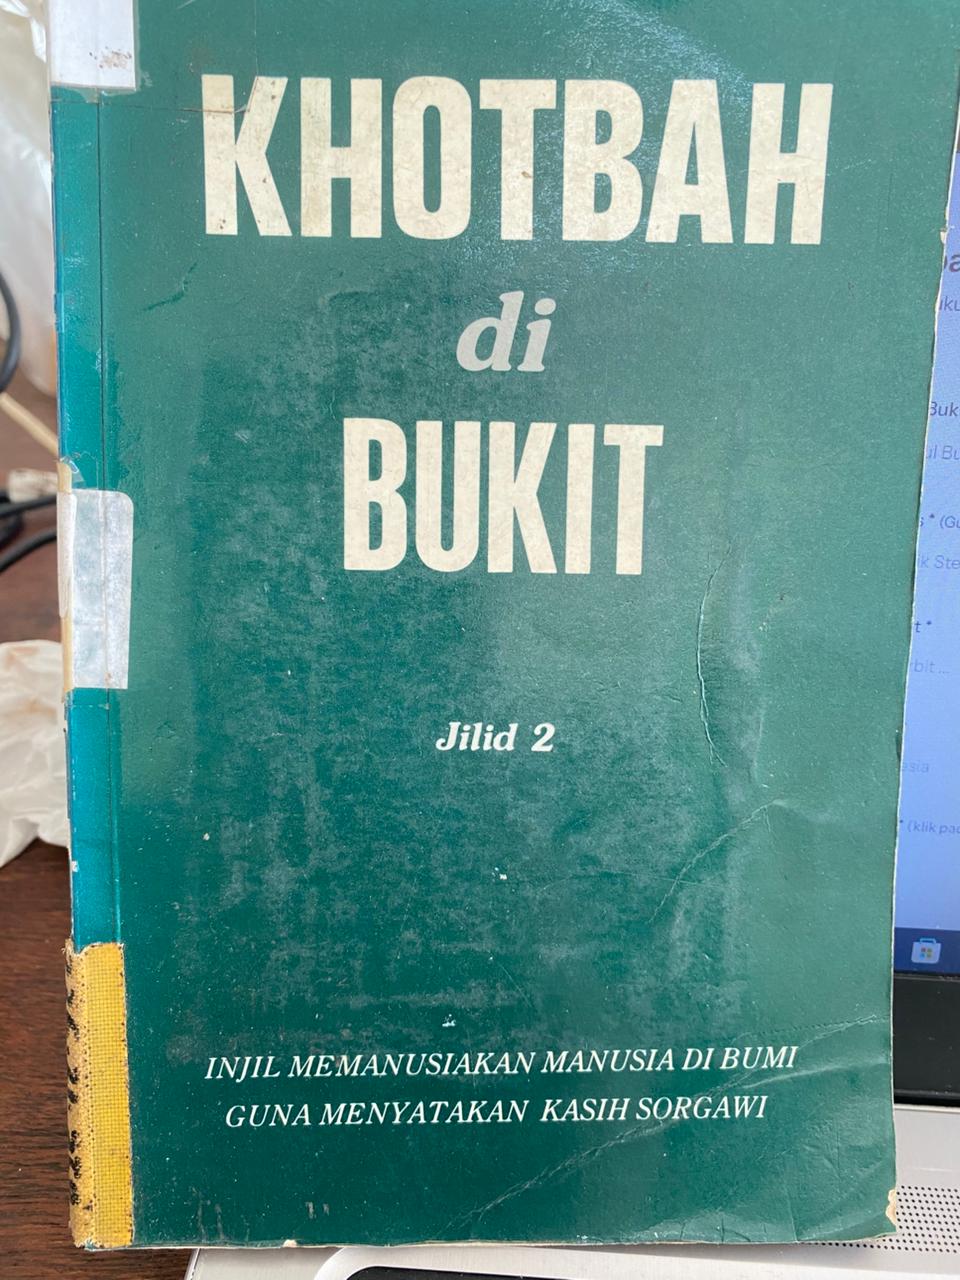 KHOTBAH
di
BUKIT
Jilid 2
INJIL MEMANUSIAKAN MANUSIA DI BUMI
GUNA MENYATAKAN KASIH SORGAWI